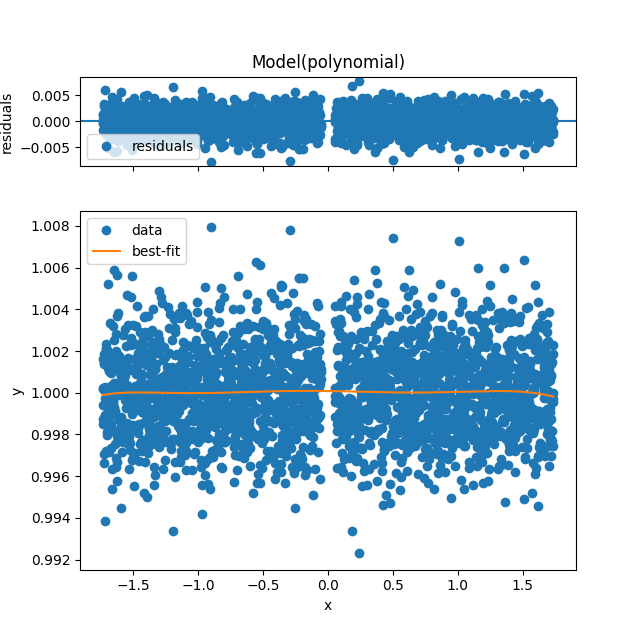 Model(polynomial)
residuals
0.005
0.000
−0.005
residuals
1.008
data
best-fit
1.006
1.004
1.002
y
1.000
0.998
0.996
0.994
0.992
−1.5 −1.0 −0.5 0.0 0.5 1.0 1.5
x